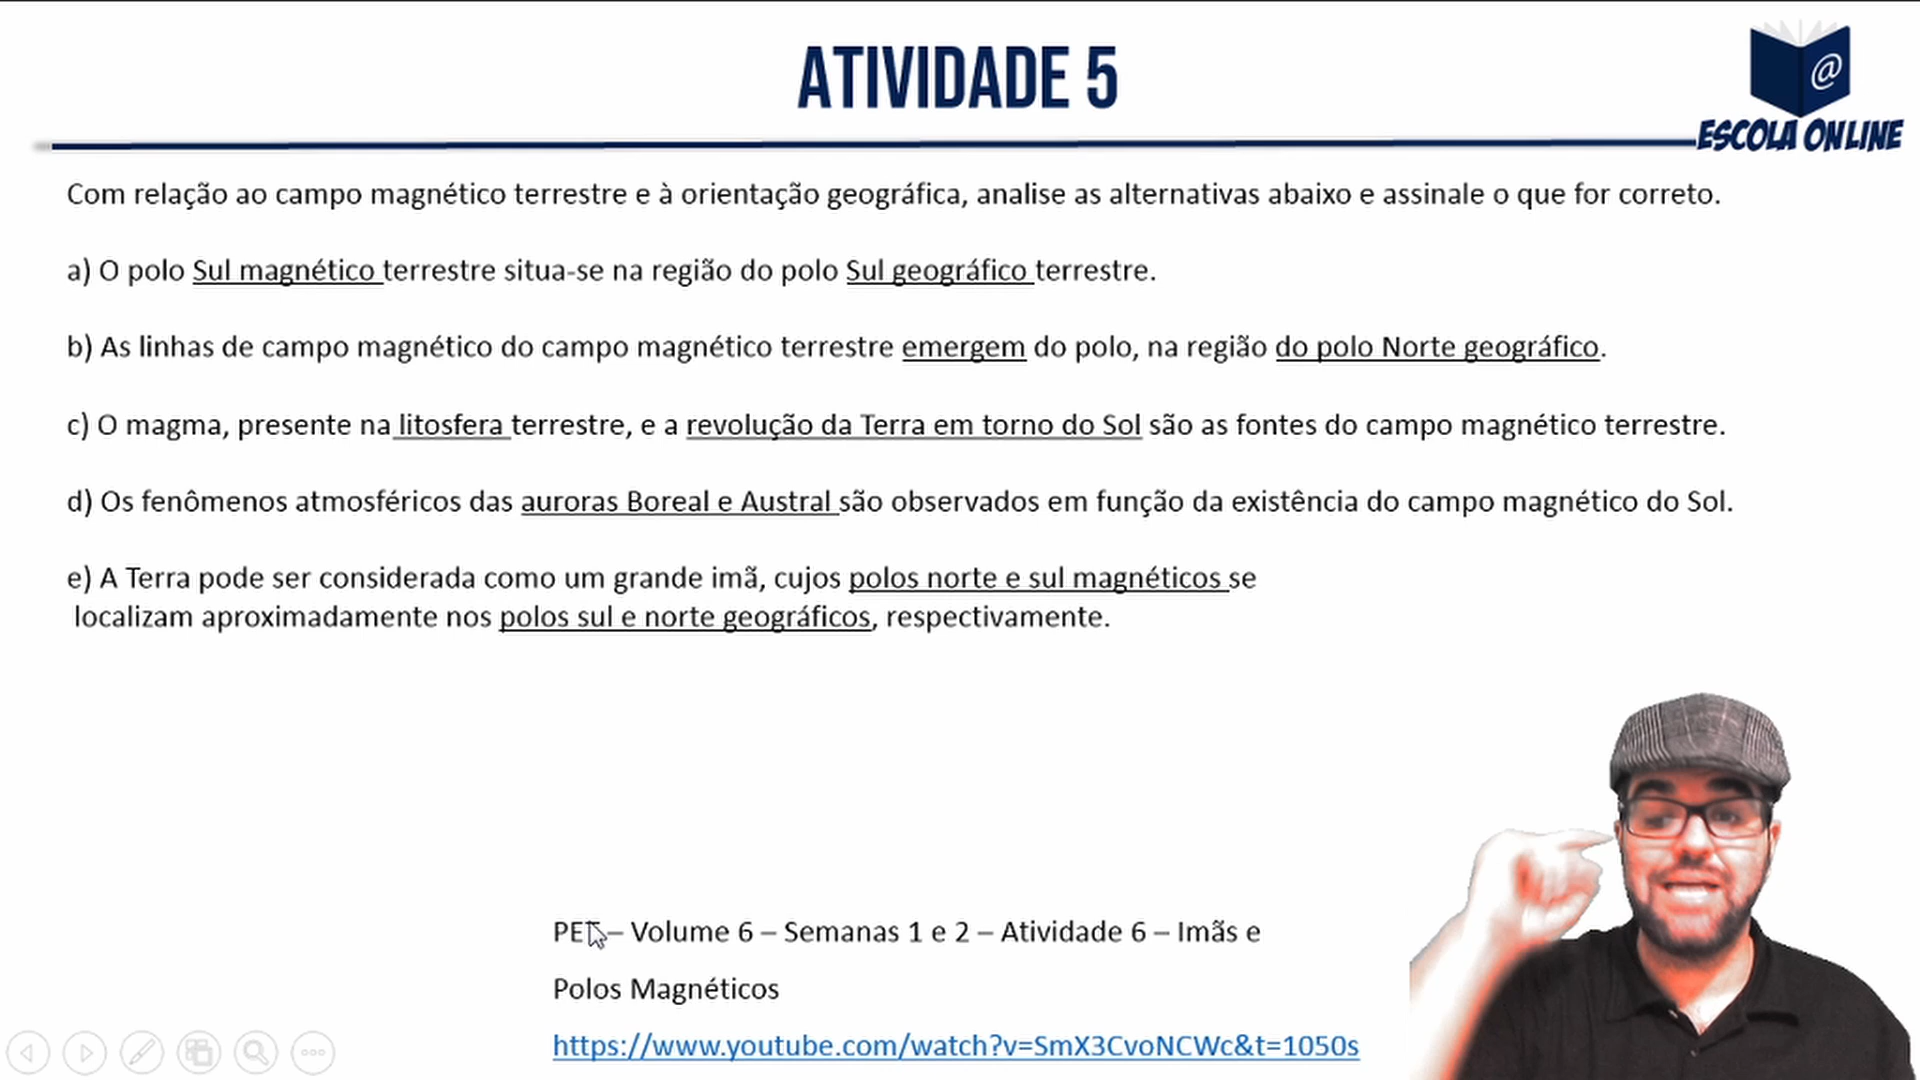 ATIVIDADE 5
@
ESCOLA ONLINE
Com relação ao campo magnético terrestre e à orientação geográfica, analise as alternativas abaixo e assinale o que for correto.
a) O polo Sul magnético terrestre situa-se na região do polo Sul geográfico terrestre.
b) As linhas de campo magnético do campo magnético terrestre emergem do polo, na região do polo Norte geográfico.
c) O magma, presente na litosfera terrestre, e a revolução da Terra em torno do Sol são as fontes do campo magnético terrestre.
d) Os fenômenos atmosféricos das auroras Boreal e Austral são observados em função da existência do campo magnético do Sol.
e) A Terra pode ser considerada como um grande imã, cujos polos norte e sul magnéticos se
localizam aproximadamente nos polos sul e norte geográficos, respectivamente.
PET – Volume 6 – Semanas 1 e 2 – Atividade 6 – Imãs e
Polos Magnéticos
https://www.youtube.com/watch?v=SmX3CvoNCWc&t=1050s